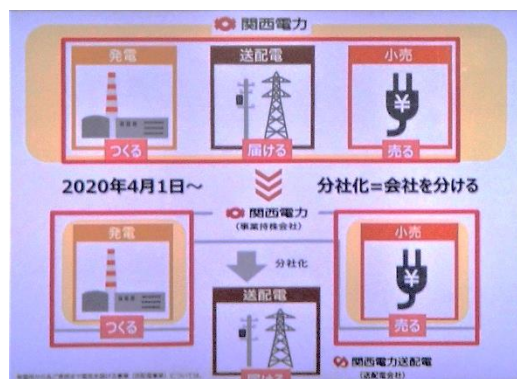 関西電力
発電 送配電 小売
つくる 届ける 売る
2020年4月1日～ 分社化=会社を分ける
関西電力
(事業持株会社)
発電 小売
分社化
送配電
つくる 売る
届ける
関西電力送配電
(送配電会社)